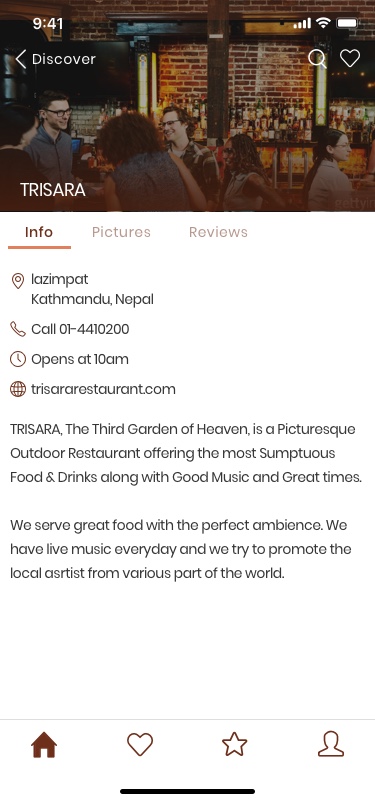 9:41
Discover
TRISARA
Info Pictures Reviews
lazimpat
Kathmandu, Nepal
Call 01-4410200
Opens at 10am
trisararestaurant.com
TRISARA, The Third Garden of Heaven, is a Picturesque
Outdoor Restaurant offering the most Sumptuous
Food & Drinks along with Good Music and Great times.
We serve great food with the perfect ambience. We
have live music everyday and we try to promote the
local asrtist from various part of the world.